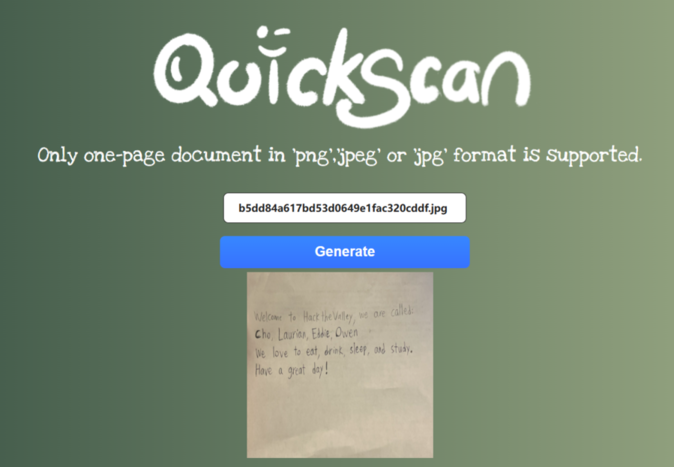 QuickScan
Only one-page document in 'png','jpeg' or 'jpg' format is supported.
b5dd84a617bd53d0649e1fac320cddf.jpg
Generate
Welcome to Hack the Valley, we are called:
Cho, Laurina, Eddie, Owen
We love to eat, drink, sleep, and study.
Have a great day!